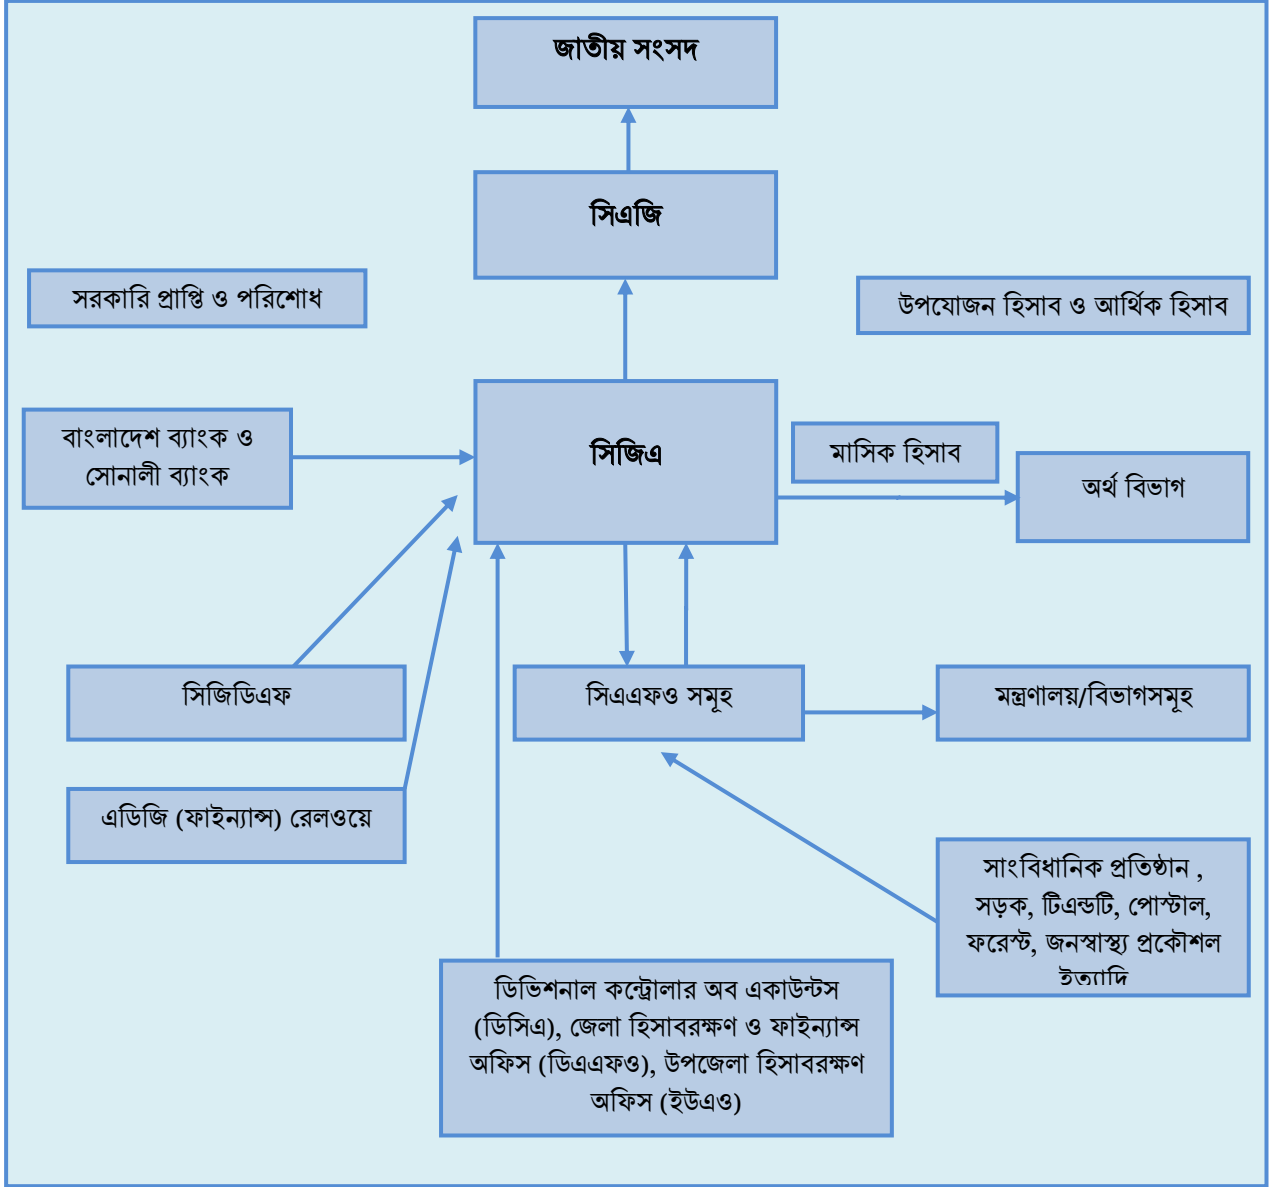 জাতীয় সংসদ
সিএজি
সরকারি প্রাপ্তি ও পরিশোধ
উপযোজন হিসাব ও আর্থিক হিসাব
বাংলাদেশ ব্যাংক ও
সোনালী ব্যাংক
সিজিএ
মাসিক হিসাব
অর্থ বিভাগ
সিজিডিএফ
সিএএফও সমূহ
মন্ত্রণালয়/বিভাগসমূহ
এডিজি (ফাইন্যান্স) রেলওয়ে
সাংবিধানিক প্রতিষ্ঠান ,
সড়ক, টিএন্ডটি, পোস্টাল,
ফরেস্ট, জনস্বাস্থ্য প্রকৌশল
ইত্যাদি
ডিভিশনাল কন্ট্রোলার অব একাউন্টস
(ডিসিএ), জেলা হিসাবরক্ষণ ও ফাইন্যান্স
অফিস (ডিএএফও), উপজেলা হিসাবরক্ষণ
অফিস (ইউএও)